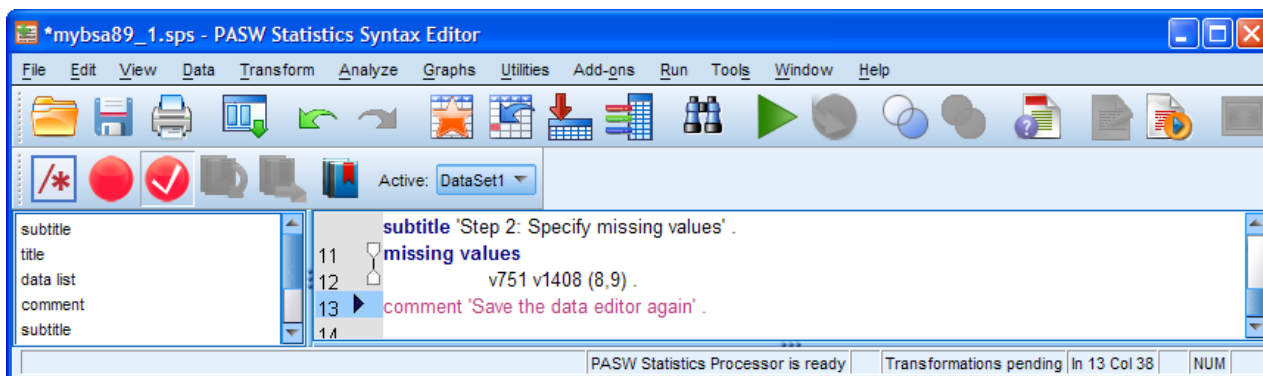 *mybsa89_1.sps - PASW Statistics Syntax Editor
File Edit View Data Transform Analyze Graphs Utilities Add-ons Run Tools Window Help
Active: DataSet1
subtitle
title
data list
comment
subtitle
subtitle 'Step 2: Specify missing values' .
11 missing values
12 v751 v1408 (8,9) .
13 comment 'Save the data editor again' .
14
PASW Statistics Processor is ready Transformations pending In 13 Col 38 NUM